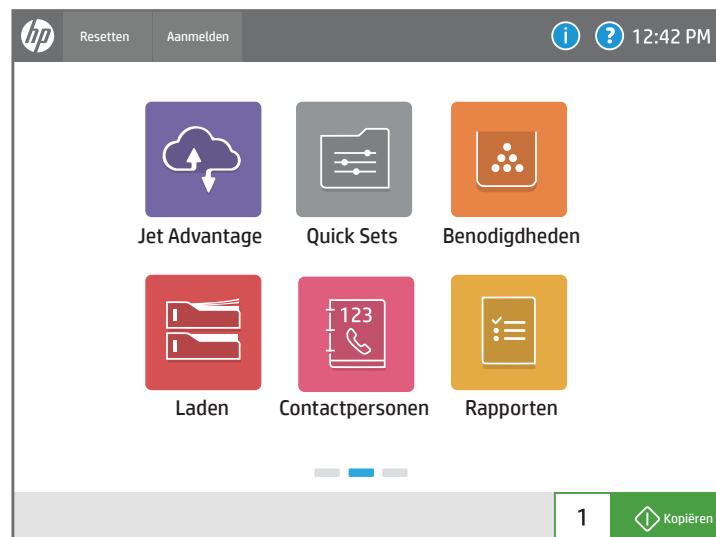 hp Resetten Aanmelden i ? 12:42 PM
Jet Advantage Quick Sets Benodigdheden
123
Laden Contactpersonen Rapporten
1 Kopiëren